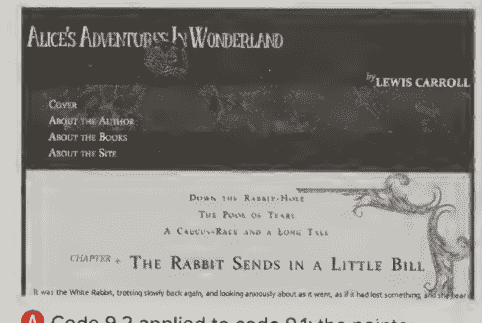 ALICE'S ADVENTURES IN WONDERLAND
by LEWIS CARROLL
COVER
ABOUT THE AUTHOR
ABOUT THE BOOKS
ABOUT THE SITE
DOWN THE RABBIT-HOLE
THE POOL OF TEARS
A CAUCUS-RACE AND A LONG TALE
CHAPTER 4 THE RABBIT SENDS IN A LITTLE BILL
It was the White Rabbit, trotting slowly back again, and looking anxiously about as it went, as if it had lost something; and she hear
A Code 9.2 applied to code 9.1: the points